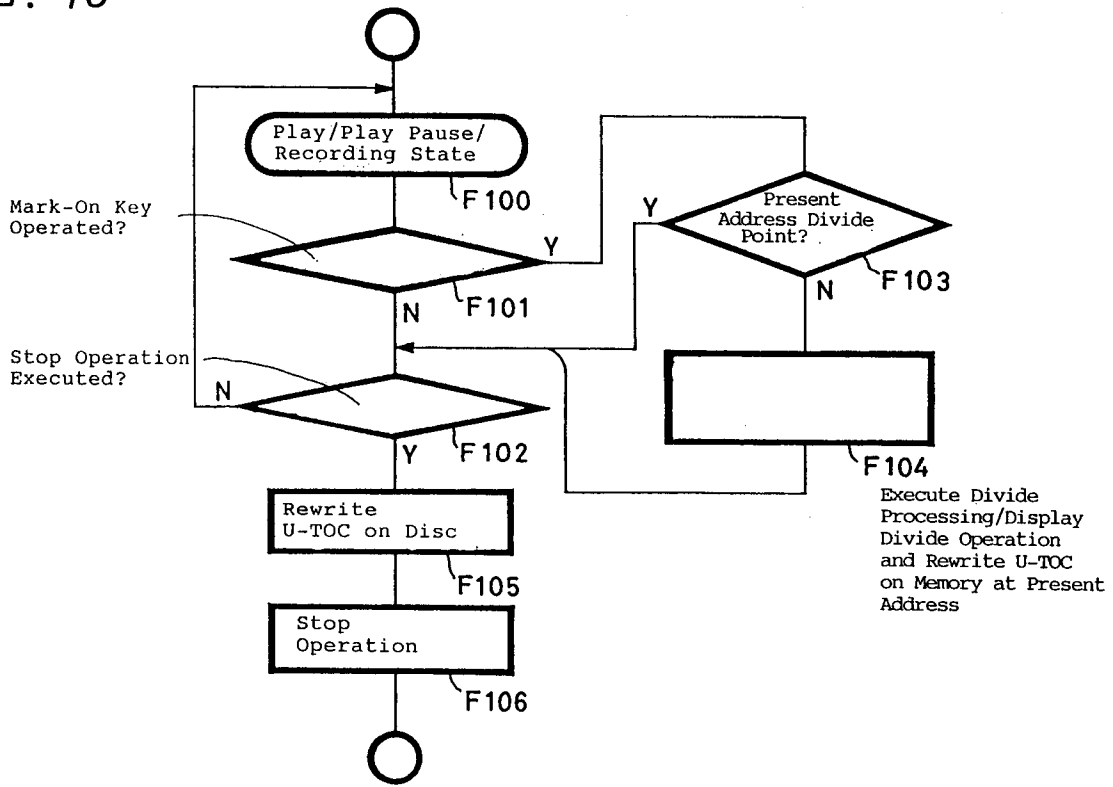 Play/Play Pause/
Recording State
F100
Mark-On Key
Operated?
Y
F101
N
Present
Address Divide
Point?
Y
F103
N
Stop Operation
Executed?
N
F102
Y
F104
Execute Divide
Processing/Display
Divide Operation
and Rewrite U-TOC
on Memory at Present
Address
Rewrite
U-TOC on Disc
F105
Stop
Operation
F106